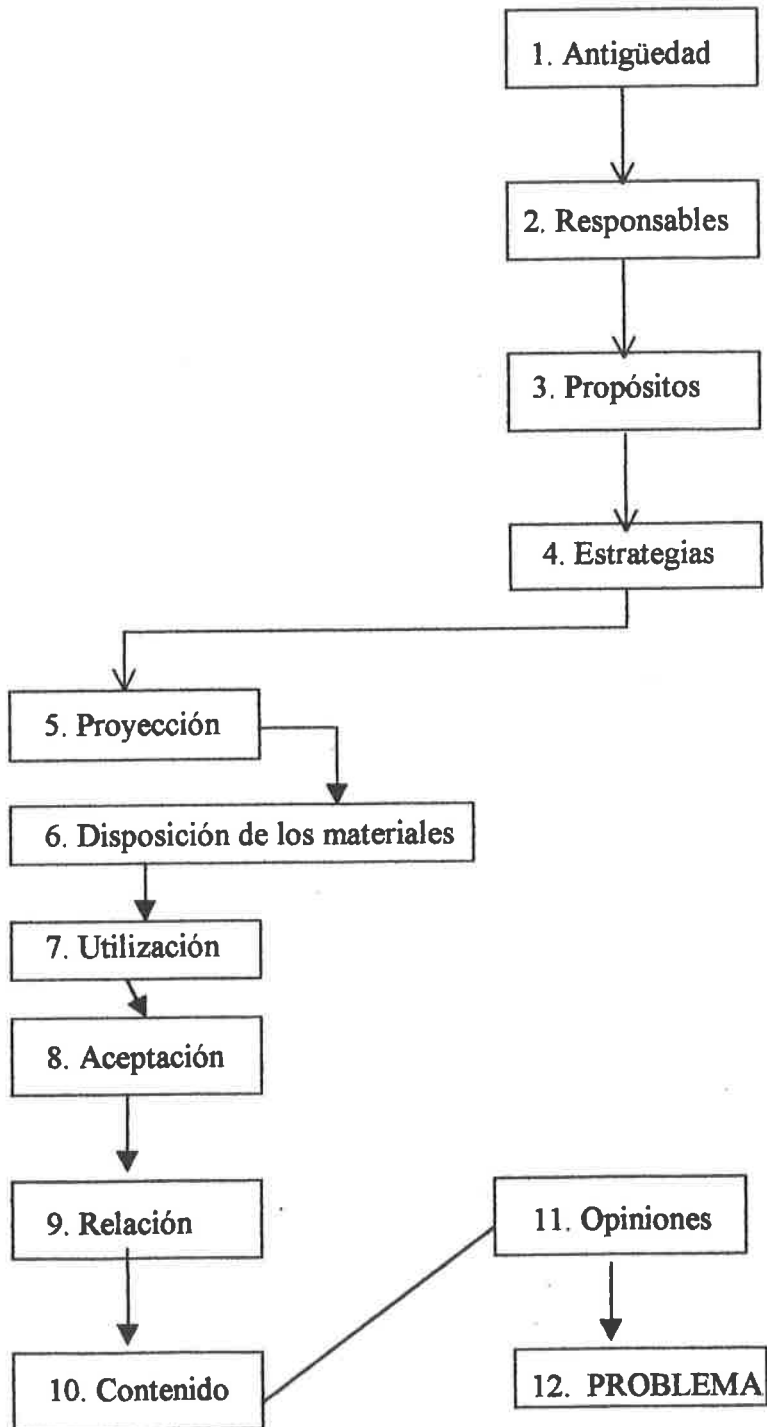 1. Antigüedad
2. Responsables
3. Propósitos
4. Estrategias
5. Proyección
6. Disposición de los materiales
7. Utilización
8. Aceptación
9. Relación
10. Contenido
11. Opiniones
12. PROBLEMA